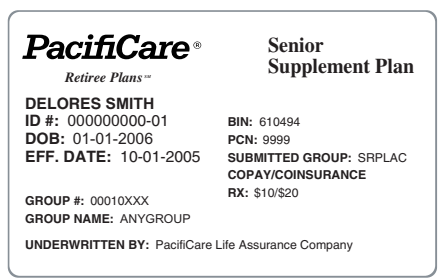 PacifiCare®
Retiree Plans℠
Senior
Supplement Plan
DELORES SMITH
ID #: 000000000-01
DOB: 01-01-2006
EFF. DATE: 10-01-2005
GROUP #: 00010XXX
GROUP NAME: ANYGROUP
BIN: 610494
PCN: 9999
SUBMITTED GROUP: SRPLAC
COPAY/COINSURANCE
RX: $10/$20
UNDERWRITTEN BY: PacifiCare Life Assurance Company